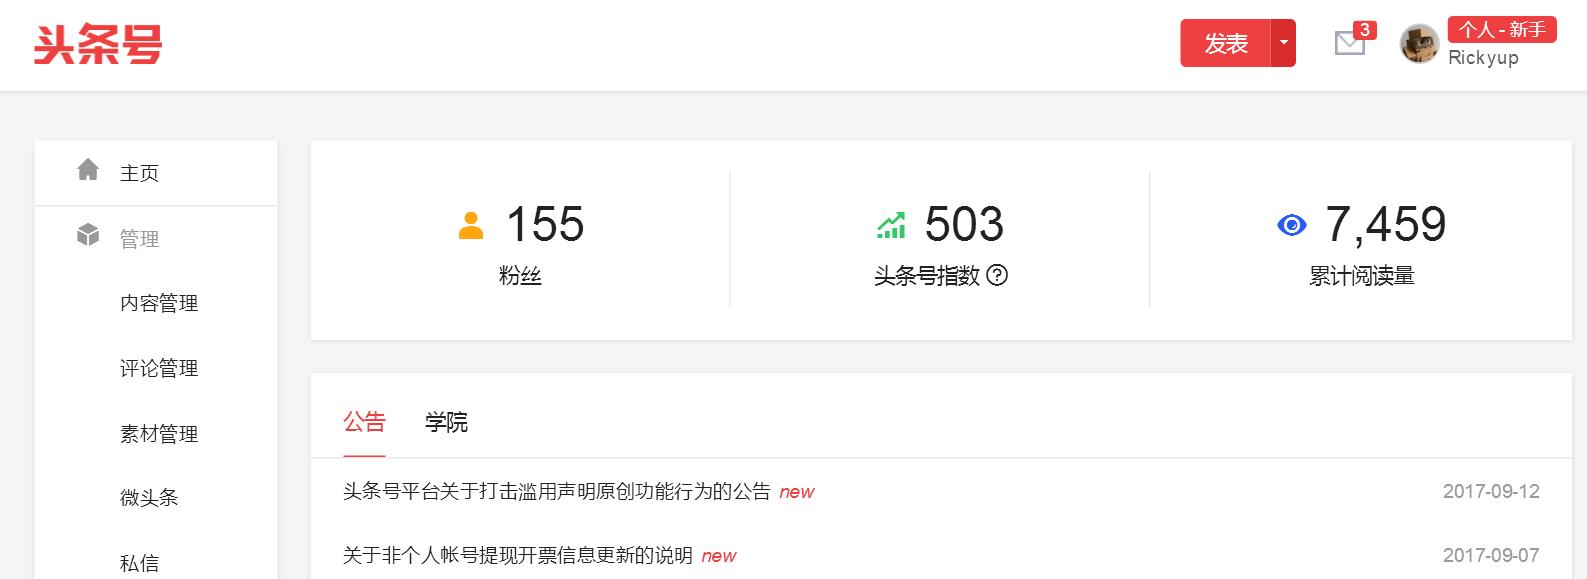 头条号
发表
3
个人 - 新手
Rickyup
主页
管理
内容管理
评论管理
素材管理
微头条
私信
155
粉丝
503
头条号指数
7,459
累计阅读量
公告 学院
头条号平台关于打击滥用声明原创功能行为的公告 new 2017-09-12
关于非个人帐号提现开票信息更新的说明 new 2017-09-07